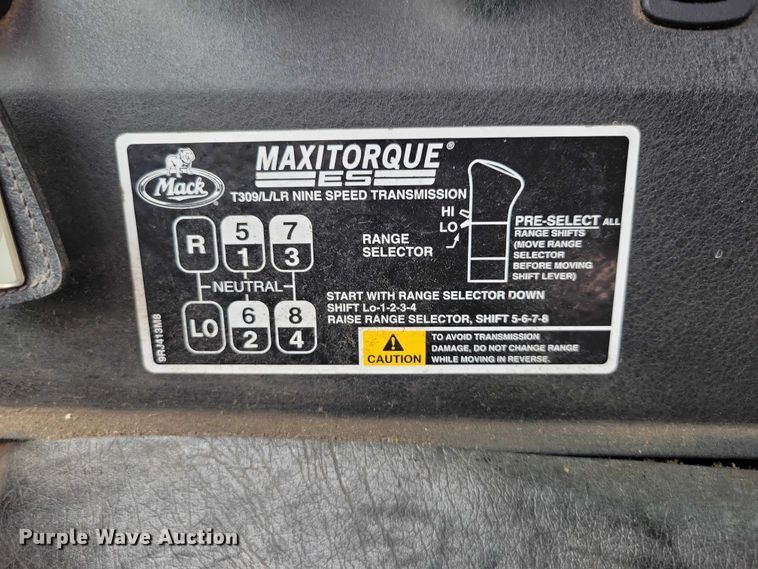 Mack
MAXITORQUE®
ES
T309/L/LR NINE SPEED TRANSMISSION
R 5 7
1 3
NEUTRAL
LO 6 8
2 4
HI
LO
RANGE
SELECTOR
PRE-SELECT ALL
RANGE SHIFTS
(MOVE RANGE
SELECTOR
BEFORE MOVING
SHIFT LEVER)
START WITH RANGE SELECTOR DOWN
SHIFT Lo-1-2-3-4
RAISE RANGE SELECTOR, SHIFT 5-6-7-8
CAUTION
TO AVOID TRANSMISSION
DAMAGE, DO NOT CHANGE RANGE
WHILE MOVING IN REVERSE.
9RJ413M8
Purple Wave Auction